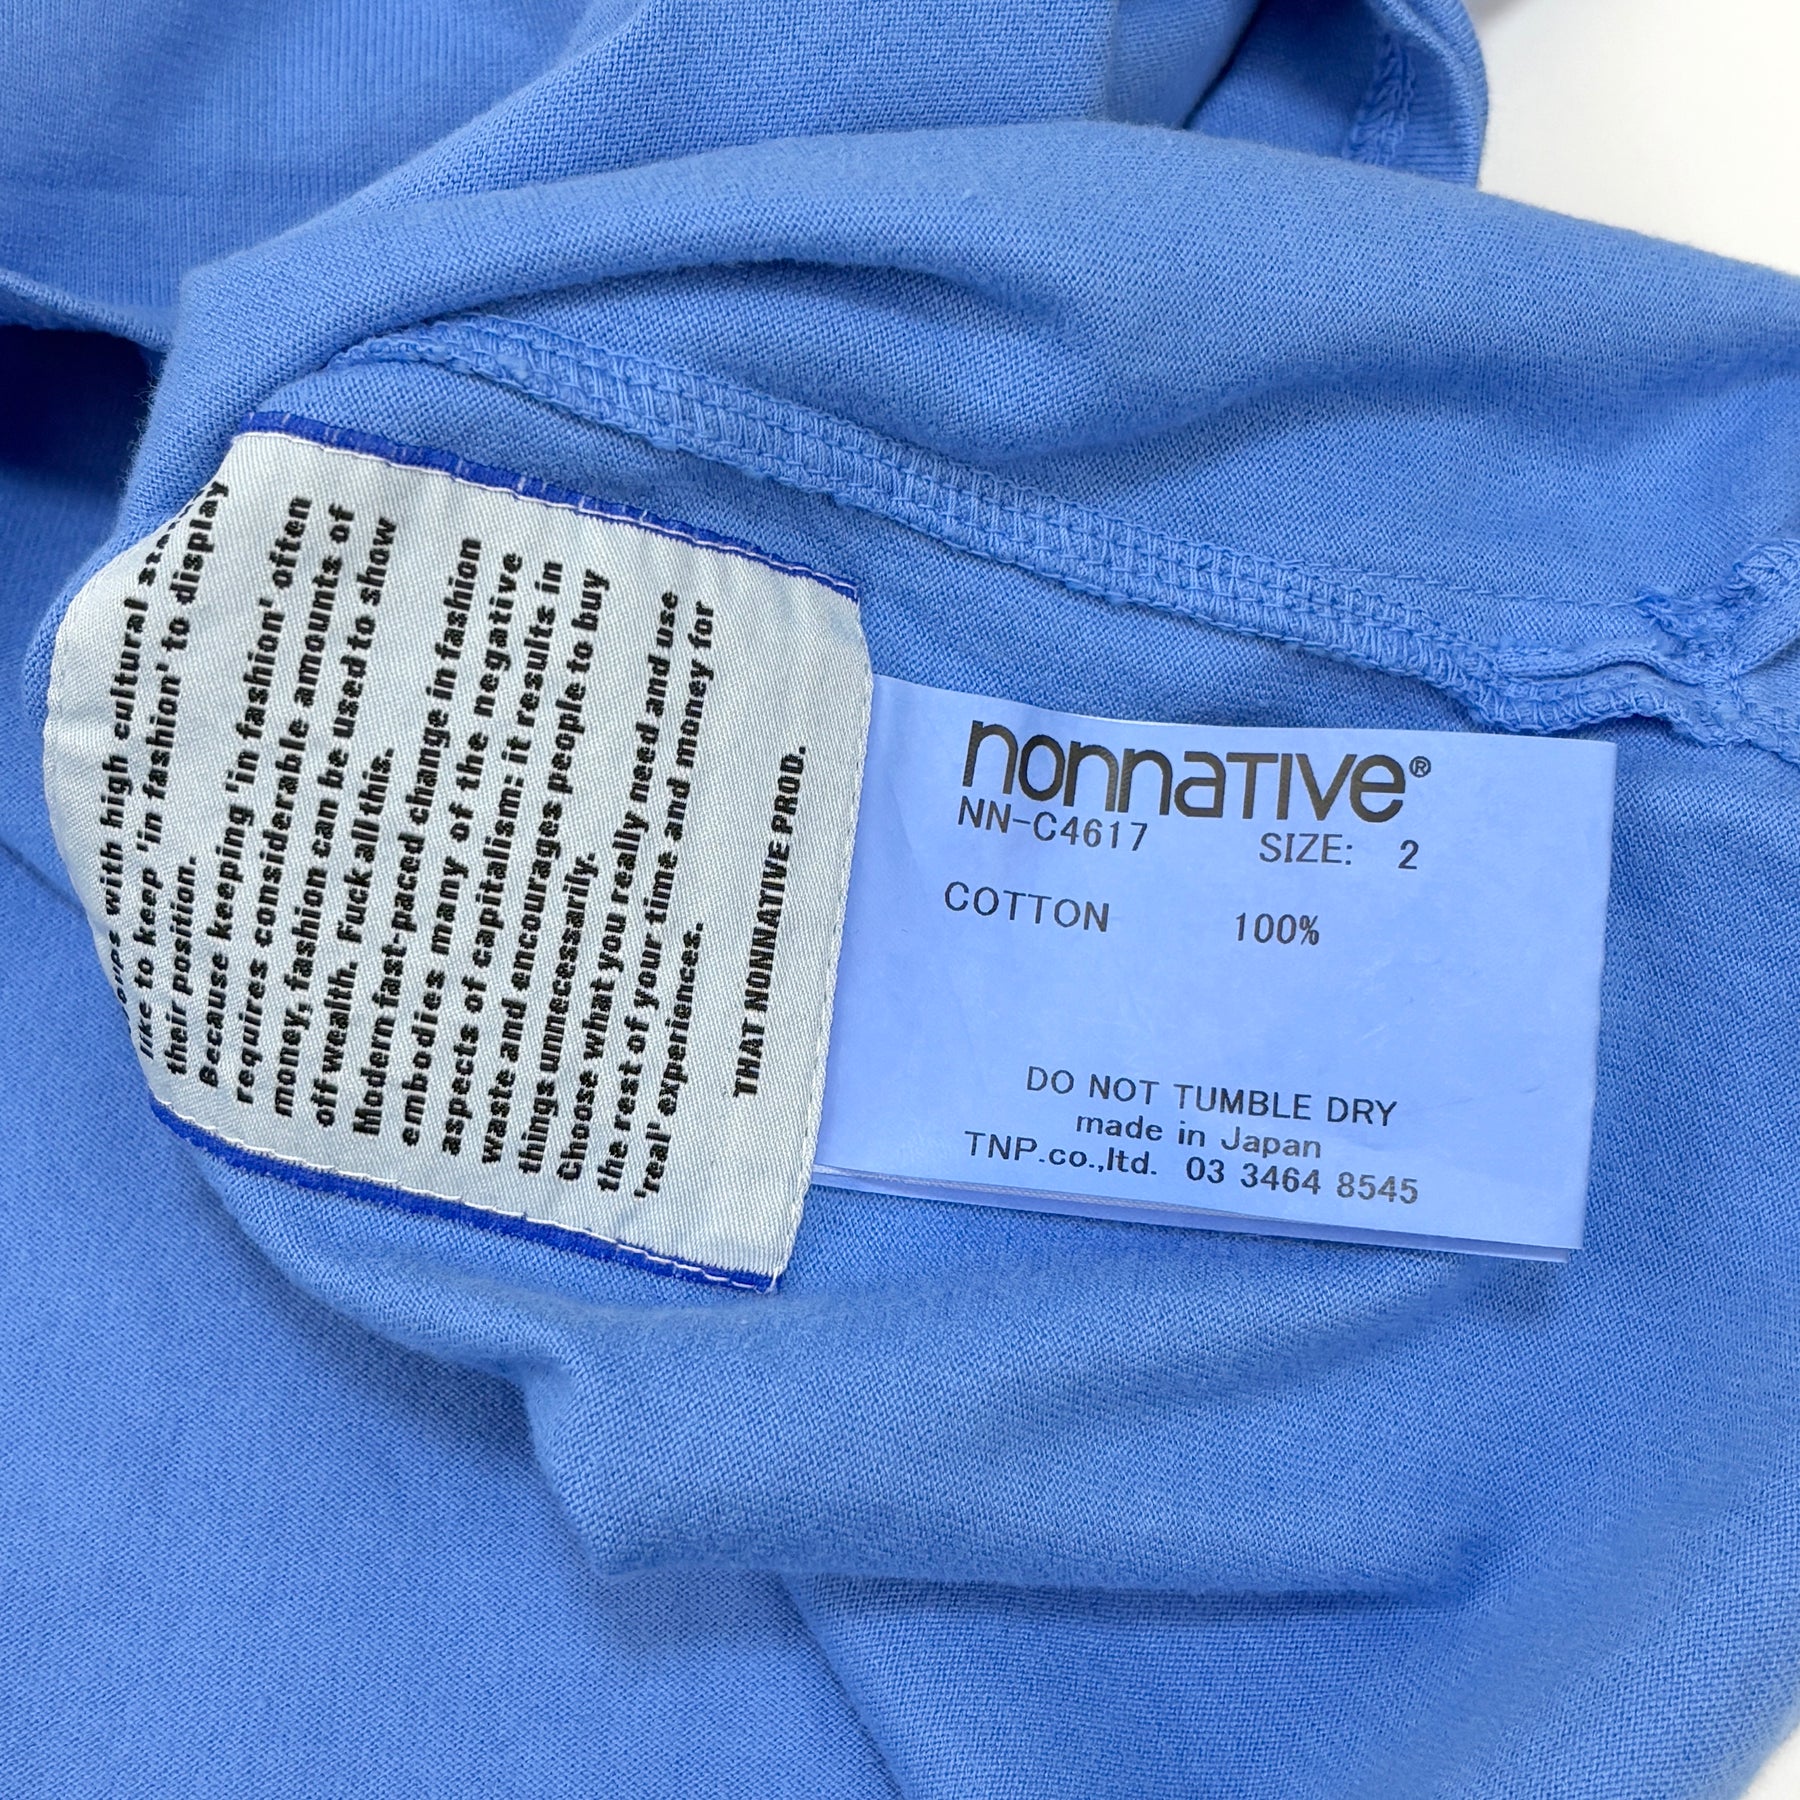 with high cultural
like to keep 'in fashion' to display
their position.
Because keeping 'in fashion' often
requires considerable amounts of
money, fashion can be used to show
off wealth. Fuck all this.
Modern fast-paced change in fashion
embodies many of the negative
aspects of capitalism: it results in
waste and encourages people to buy
things unnecessarily.
Choose what you really need and use
the rest of your time and money for
'real' experiences.
THAT NONNATIVE PROD.
nonnative®
NN-C4617 SIZE: 2
COTTON 100%
DO NOT TUMBLE DRY
made in Japan
TNP.co.,ltd. 03 3464 8545